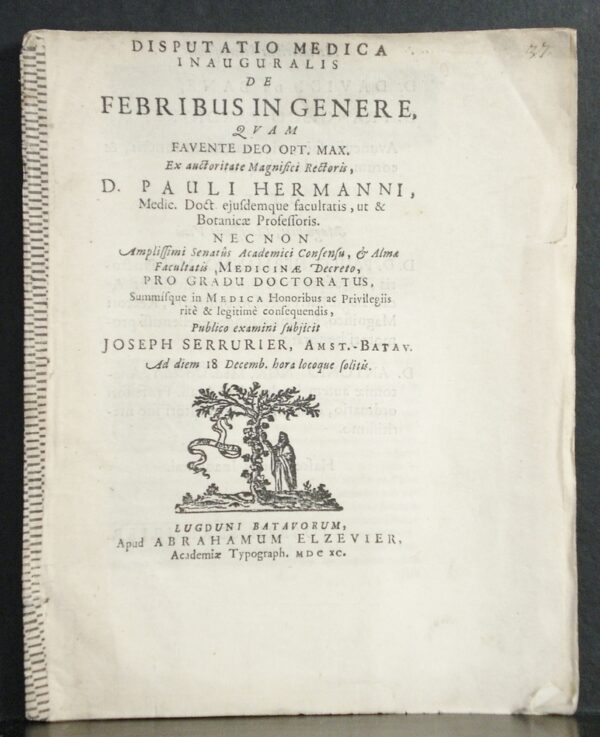 37.
DISPUTATIO MEDICA
INAUGURALIS
DE
FEBRIBUS IN GENERE,
QVAM
FAVENTE DEO OPT. MAX.
Ex auctoritate Magnifici Rectoris,
D. PAULI HERMANNI,
Medic. Doct. ejuſdemque facultatis, ut &
Botanicæ Profeſſoris.
NECNON
Ampliſſimi Senatûs Academici Conſenſu, & Almæ
Facultatis MEDICINÆ Decreto,
PRO GRADU DOCTORATUS,
Summiſque in MEDICA Honoribus ac Privilegiis
ritè & legitimè conſequendis,
Publico examini ſubjicit
JOSEPH SERRURIER, AMST.-BATAV.
Ad diem 18 Decemb. hora locoque ſolitis.
LUGDUNI BATAVORUM,
Apud ABRAHAMUM ELZEVIER,
Academiæ Typograph. MDCXC.